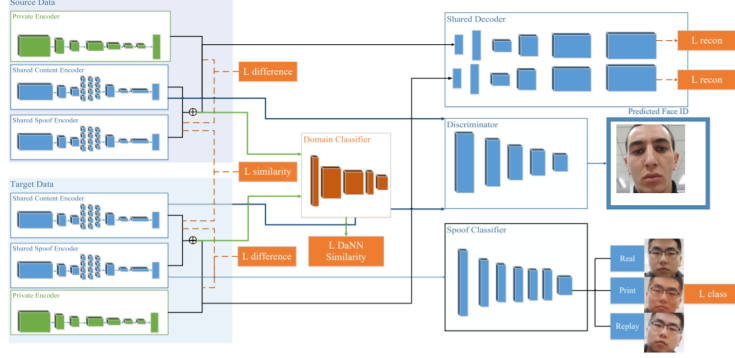 Source Data
Private Encoder
Shared Content Encoder
Shared Spoof Encoder
Target Data
Shared Content Encoder
Shared Spoof Encoder
Private Encoder
L difference
L similarity
L difference
Domain Classifier
L DaNN
Similarity
Shared Decoder
L recon
L recon
Discriminator
Predicted Face ID
Spoof Classifier
Real
Print
Replay
L class